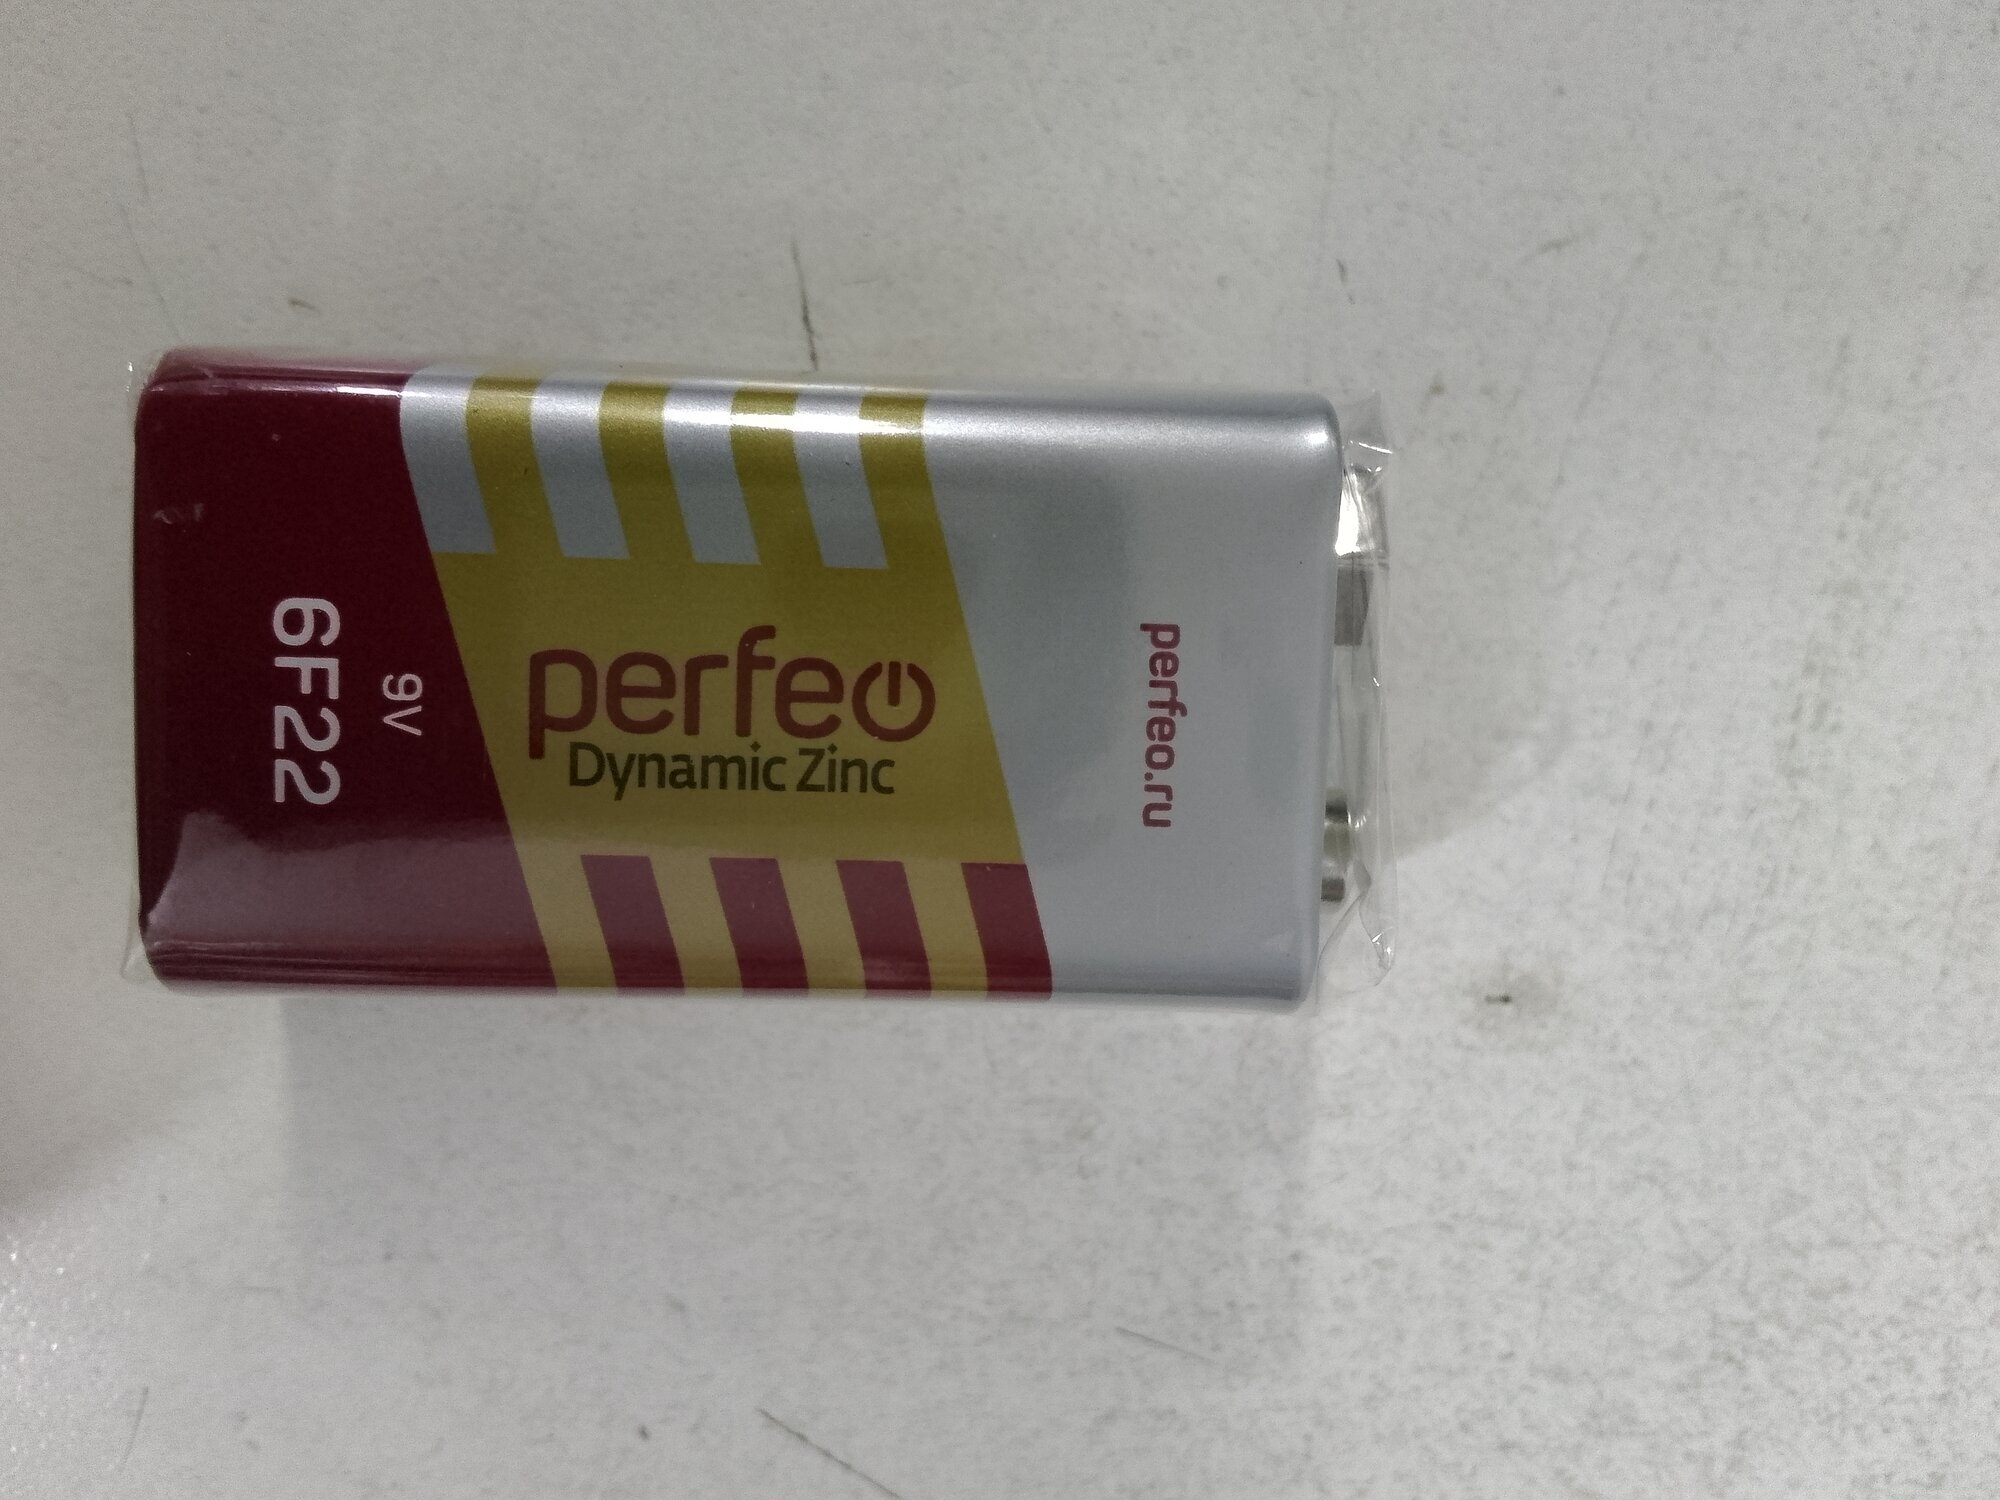 perfeo
Dynamic Zinc
9V
6F22
perfeo.ru